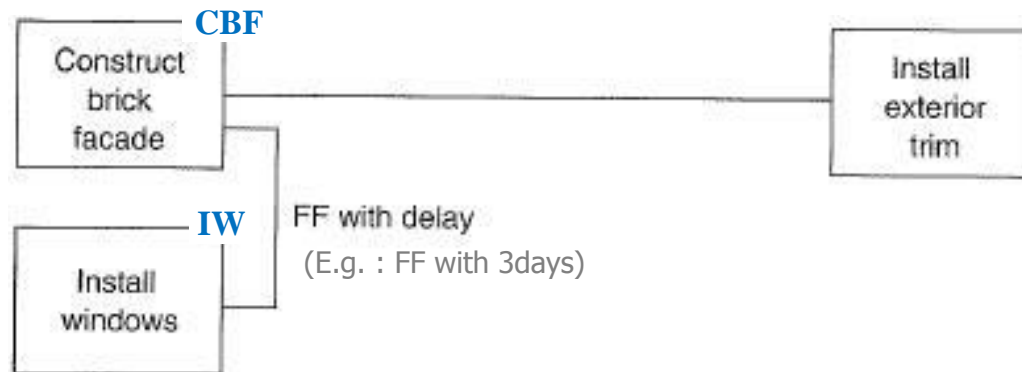 CBF
Construct
brick
facade
Install
exterior
trim
IW
FF with delay
(E.g. : FF with 3days)
Install
windows